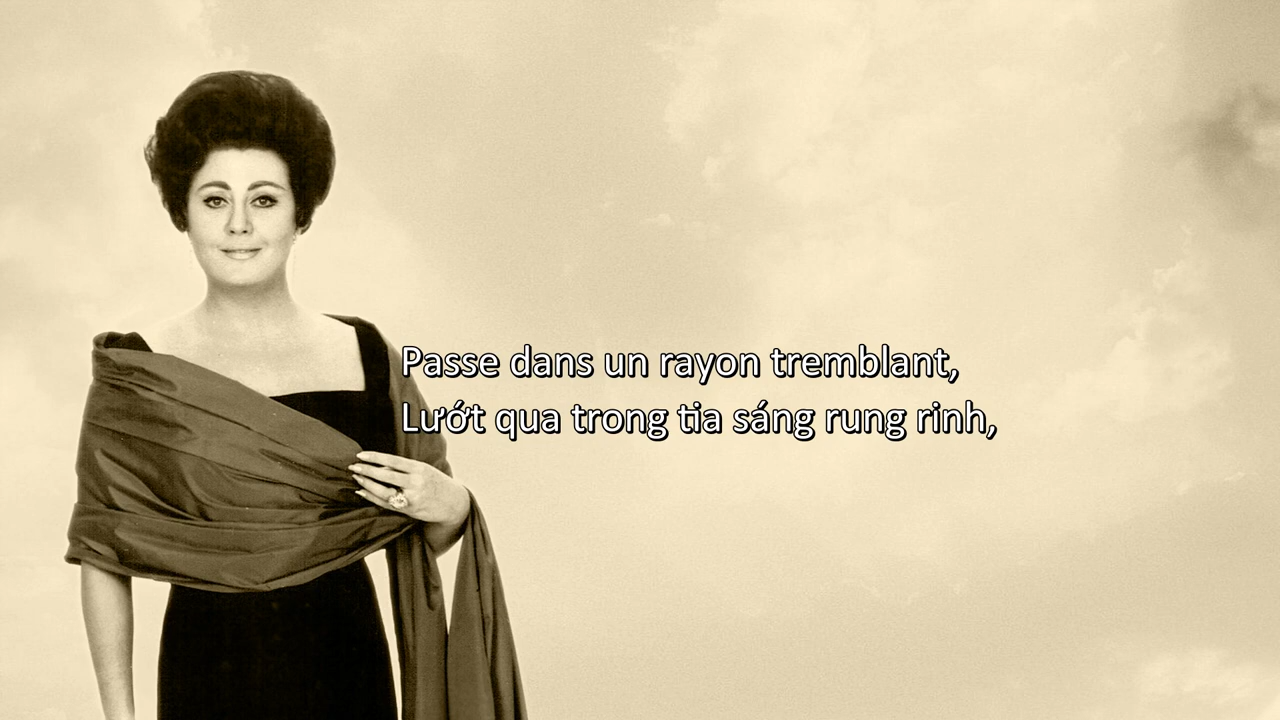 Passe dans un rayon tremblant,
Lướt qua trong tia sáng rung rinh,